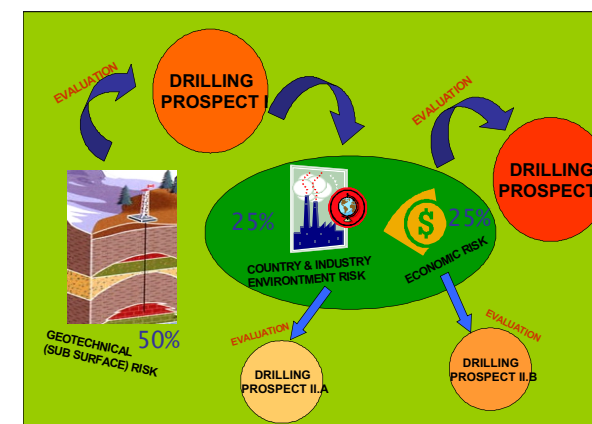 EVALUATION
DRILLING
PROSPECT I
EVALUATION
DRILLING
PROSPECT
25%
25%
COUNTRY & INDUSTRY
ENVIRONTMENT RISK
ECONOMIC RISK
GEOTECHNICAL
(SUB SURFACE) RISK
50%
EVALUATION
EVALUATION
DRILLING
PROSPECT II.A
DRILLING
PROSPECT II.B